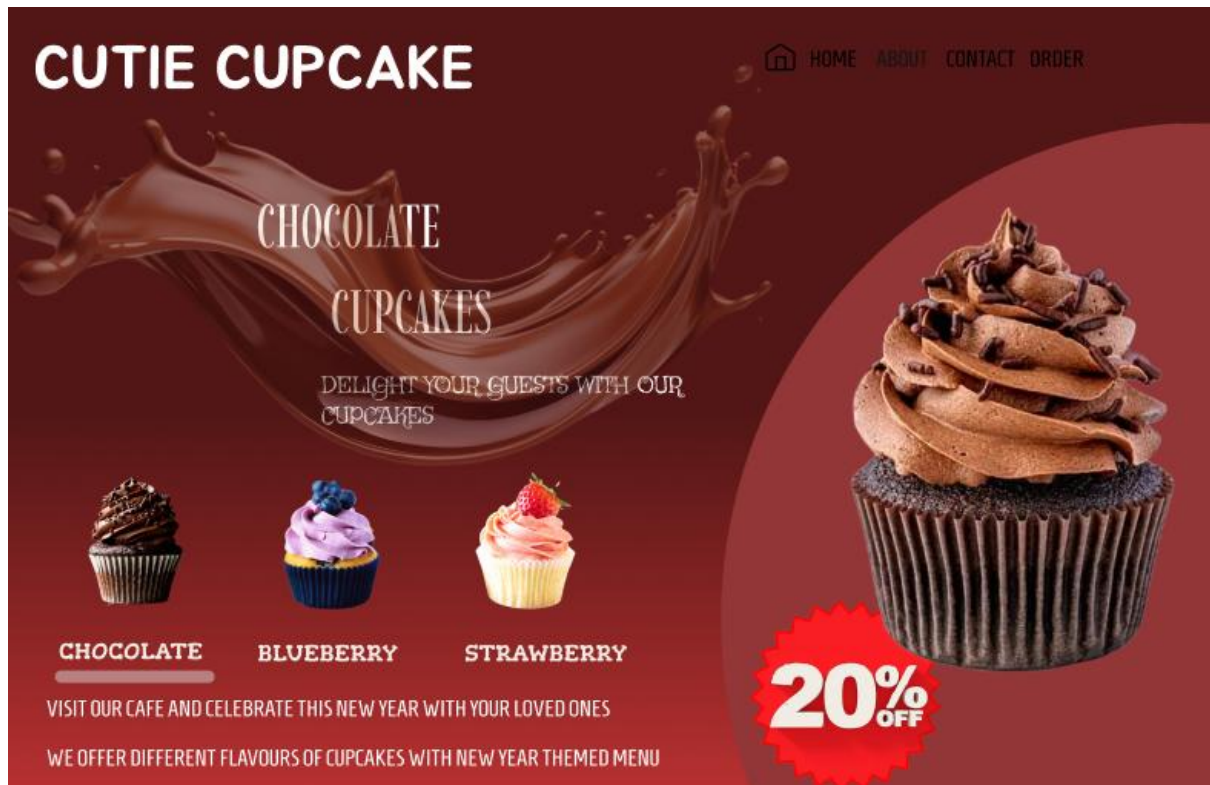 CUTIE CUPCAKE
HOME ABOUT CONTACT ORDER
CHOCOLATE
CUPCAKES
DELIGHT YOUR GUESTS WITH OUR
CUPCAKES
CHOCOLATE
BLUEBERRY
STRAWBERRY
VISIT OUR CAFE AND CELEBRATE THIS NEW YEAR WITH YOUR LOVED ONES
WE OFFER DIFFERENT FLAVOURS OF CUPCAKES WITH NEW YEAR THEMED MENU
20%
OFF